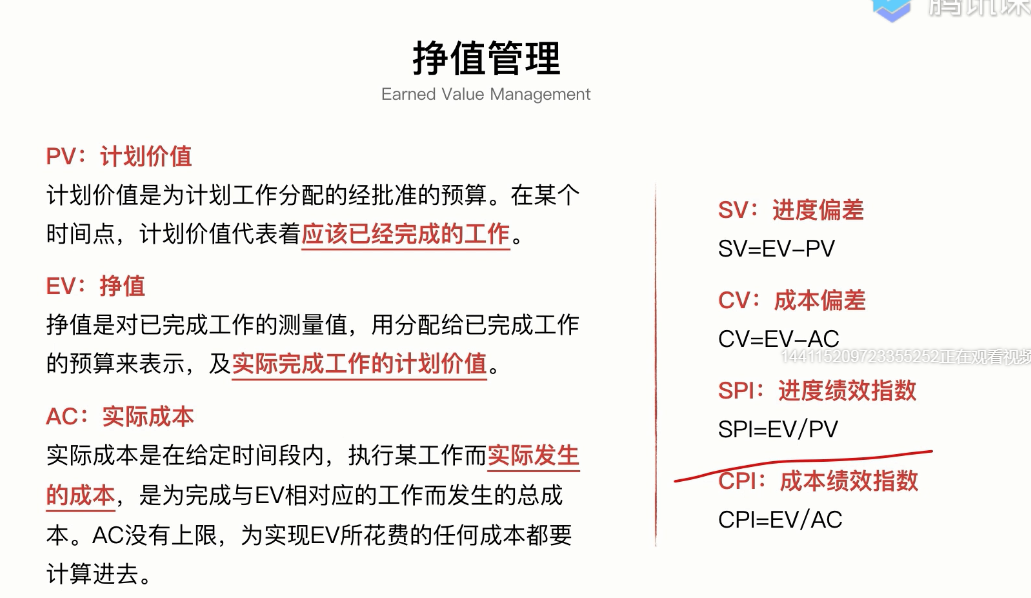 腾讯课
挣值管理
Earned Value Management
PV：计划价值
计划价值是为计划工作分配的经批准的预算。在某个
时间点，计划价值代表着应该已经完成的工作。
EV：挣值
挣值是对已完成工作的测量值，用分配给已完成工作
的预算来表示，及实际完成工作的计划价值。
AC：实际成本
实际成本是在给定时间段内，执行某工作而实际发生
的成本，是为完成与EV相对应的工作而发生的总成
本。AC没有上限，为实现EV所花费的任何成本都要
计算进去。
SV：进度偏差
SV=EV–PV
CV：成本偏差
CV=EV–AC
144115209723355252正在观看视频
SPI：进度绩效指数
SPI=EV/PV
CPI：成本绩效指数
CPI=EV/AC